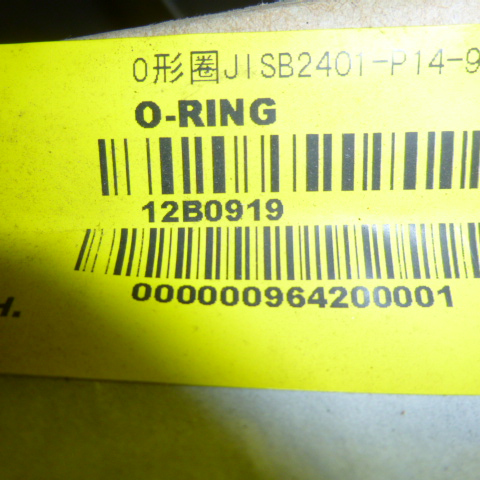 O形圈JISB2401-P14-9
O-RING
12B0919
000000964200001
H.